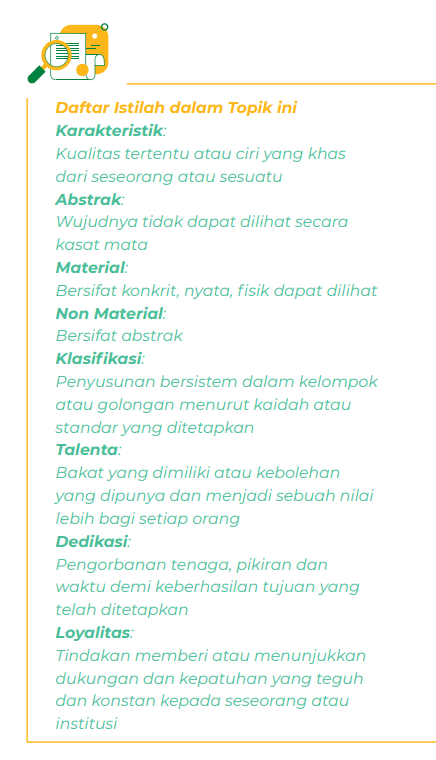 Daftar Istilah dalam Topik ini
Karakteristik:
Kualitas tertentu atau ciri yang khas
dari seseorang atau sesuatu
Abstrak:
Wujudnya tidak dapat dilihat secara
kasat mata
Material:
Bersifat konkrit, nyata, fisik dapat dilihat
Non Material:
Bersifat abstrak
Klasifikasi:
Penyusunan bersistem dalam kelompok
atau golongan menurut kaidah atau
standar yang ditetapkan
Talenta:
Bakat yang dimiliki atau kebolehan
yang dipunya dan menjadi sebuah nilai
lebih bagi setiap orang
Dedikasi:
Pengorbanan tenaga, pikiran dan
waktu demi keberhasilan tujuan yang
telah ditetapkan
Loyalitas:
Tindakan memberi atau menunjukkan
dukungan dan kepatuhan yang teguh
dan konstan kepada seseorang atau
institusi